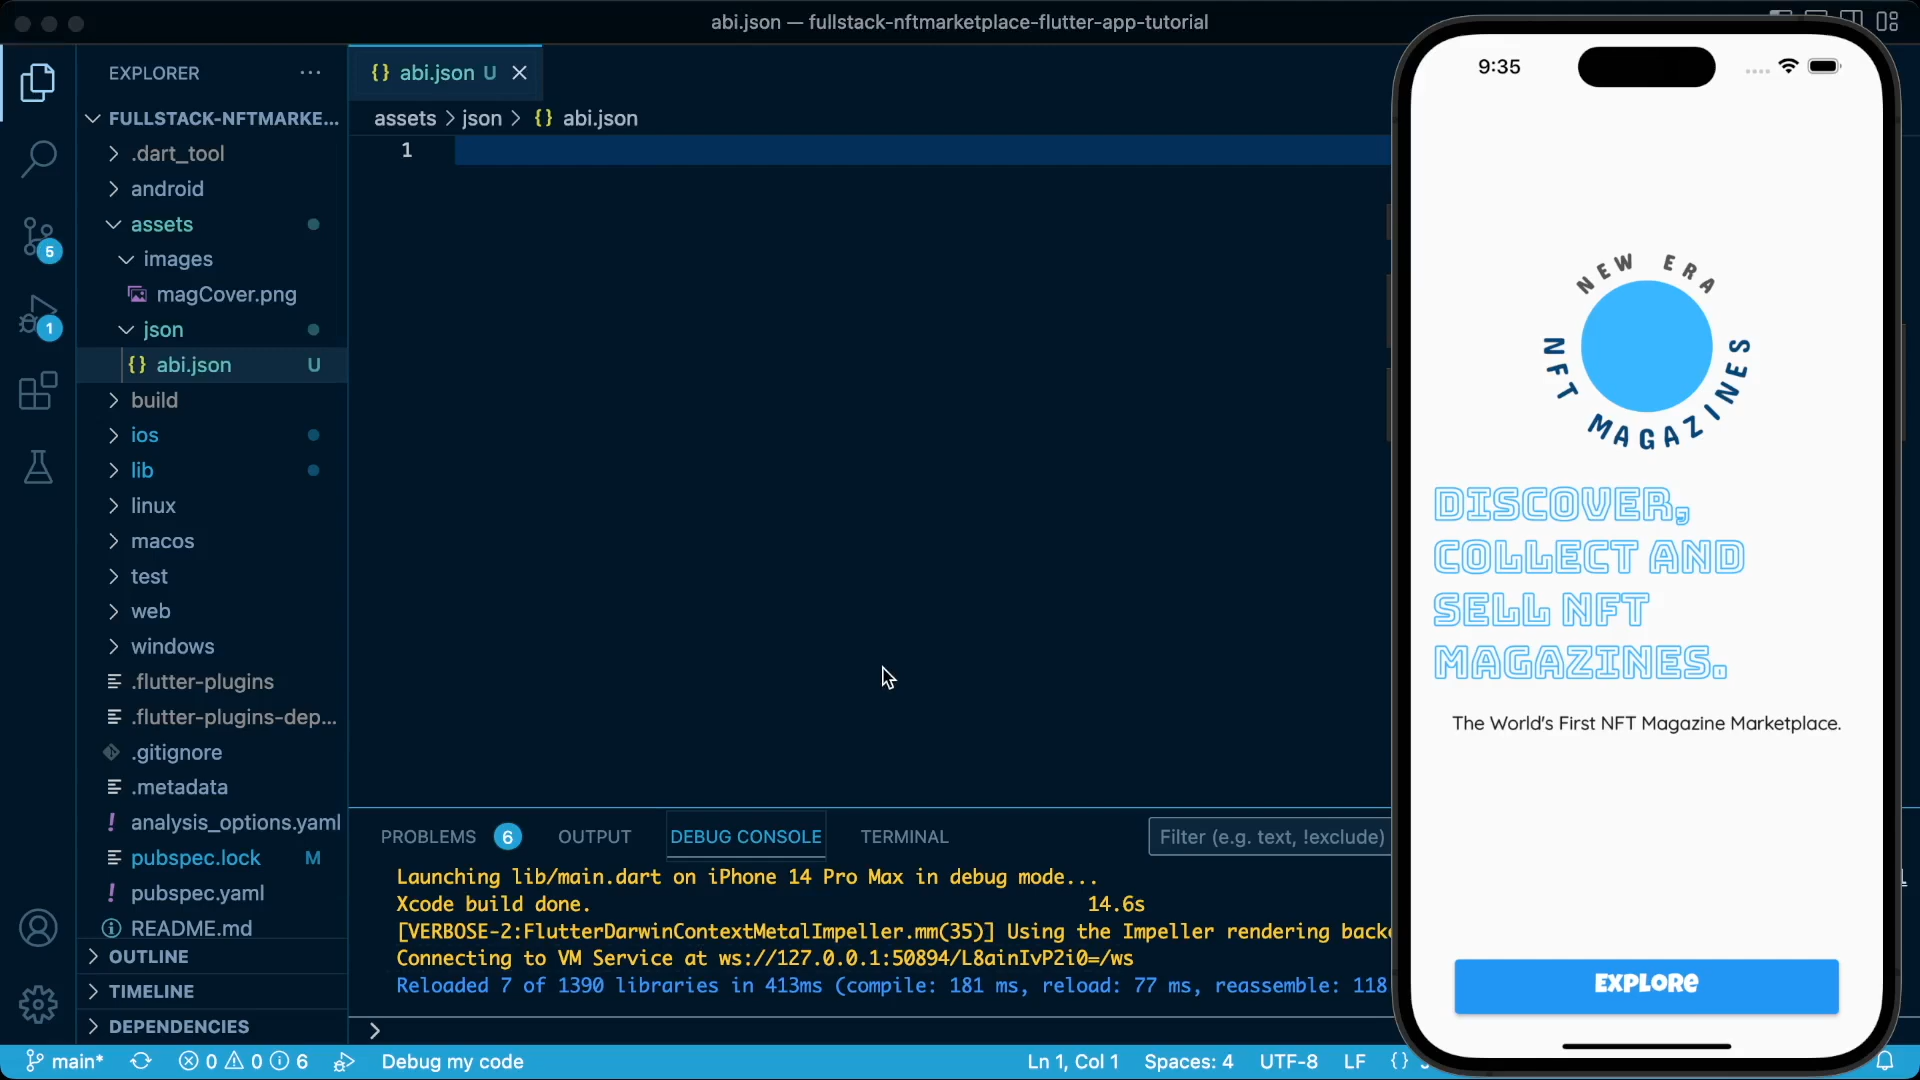 abi.json — fullstack-nftmarketplace-flutter-app-tutorial
EXPLORER
FULLSTACK-NFTMARKE...
.dart_tool
android
assets
images
magCover.png
json
abi.json U
build
ios
lib
linux
macos
test
web
windows
.flutter-plugins
.flutter-plugins-dep...
.gitignore
.metadata
analysis_options.yaml
pubspec.lock M
pubspec.yaml
README.md
OUTLINE
TIMELINE
DEPENDENCIES
5
1
{} abi.json U
assets > json > {} abi.json
1
PROBLEMS 6 OUTPUT DEBUG CONSOLE TERMINAL
Filter (e.g. text, !exclude)
Launching lib/main.dart on iPhone 14 Pro Max in debug mode...
Xcode build done. 14.6s
[VERBOSE-2:FlutterDarwinContextMetalImpeller.mm(35)] Using the Impeller rendering
Connecting to VM Service at ws://127.0.0.1:50894/L8ainIvP2i0=/ws
Reloaded 7 of 1390 libraries in 413ms (compile: 181 ms, reload: 77 ms, reassemble: 118
>
main* 0 0 6 Debug my code
Ln 1, Col 1 Spaces: 4 UTF-8 LF {}
9:35
NEW ERA
NFT MAGAZINES
DISCOVER,
COLLECT AND
SELL NFT
MAGAZINES.
The World's First NFT Magazine Marketplace.
EXPLORE